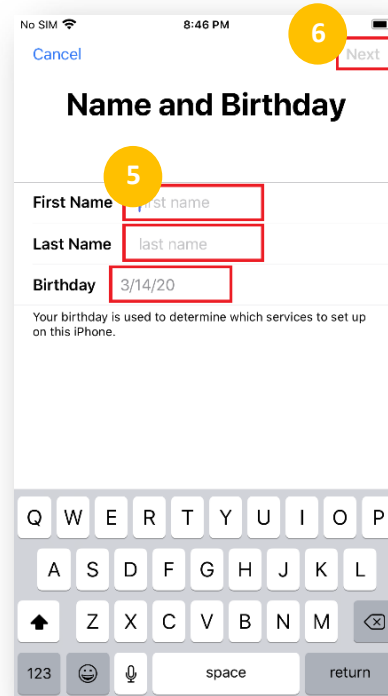 No SIM 8:46 PM
6
Cancel Next
Name and Birthday
5
First Name first name
Last Name last name
Birthday 3/14/20
Your birthday is used to determine which services to set up
on this iPhone.
Q W E R T Y U I O P
A S D F G H J K L
Z X C V B N M
123 space return